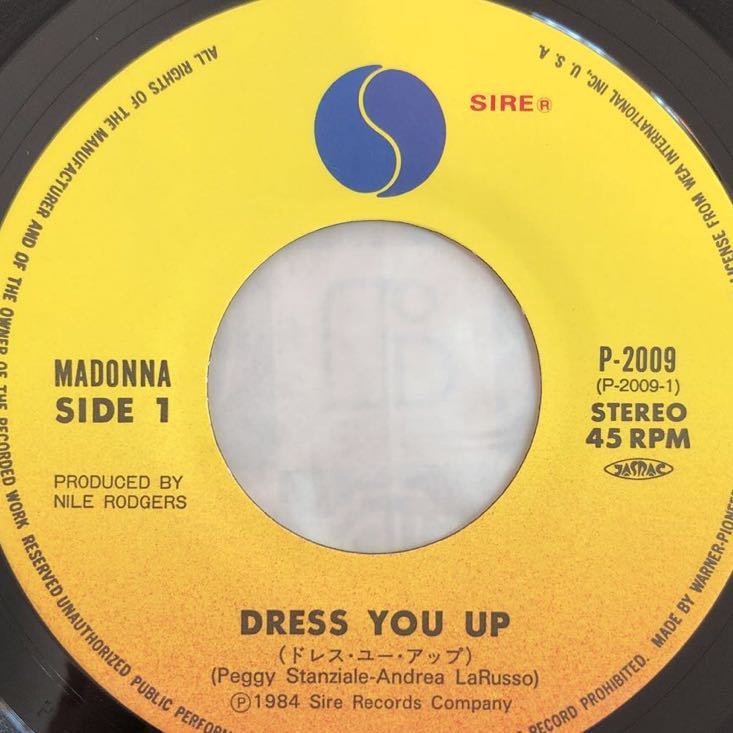 SIRE®
MADONNA
SIDE 1
PRODUCED BY
NILE RODGERS
P-2009
(P-2009-1)
STEREO
45 RPM
JASRAC
DRESS YOU UP
(ドレス・ユー・アップ)
(Peggy Stanziale-Andrea LaRusso)
Ⓟ1984 Sire Records Company
ALL RIGHTS OF THE MANUFACTURER AND OF THE OWNER OF THE RECORDED WORK RESERVED UNAUTHORIZED PUBLIC
RECORD PROHIBITED. MADE BY WARNER-PIONE
LICENSE FROM WEA INTERNATIONAL INC, U. S. A.